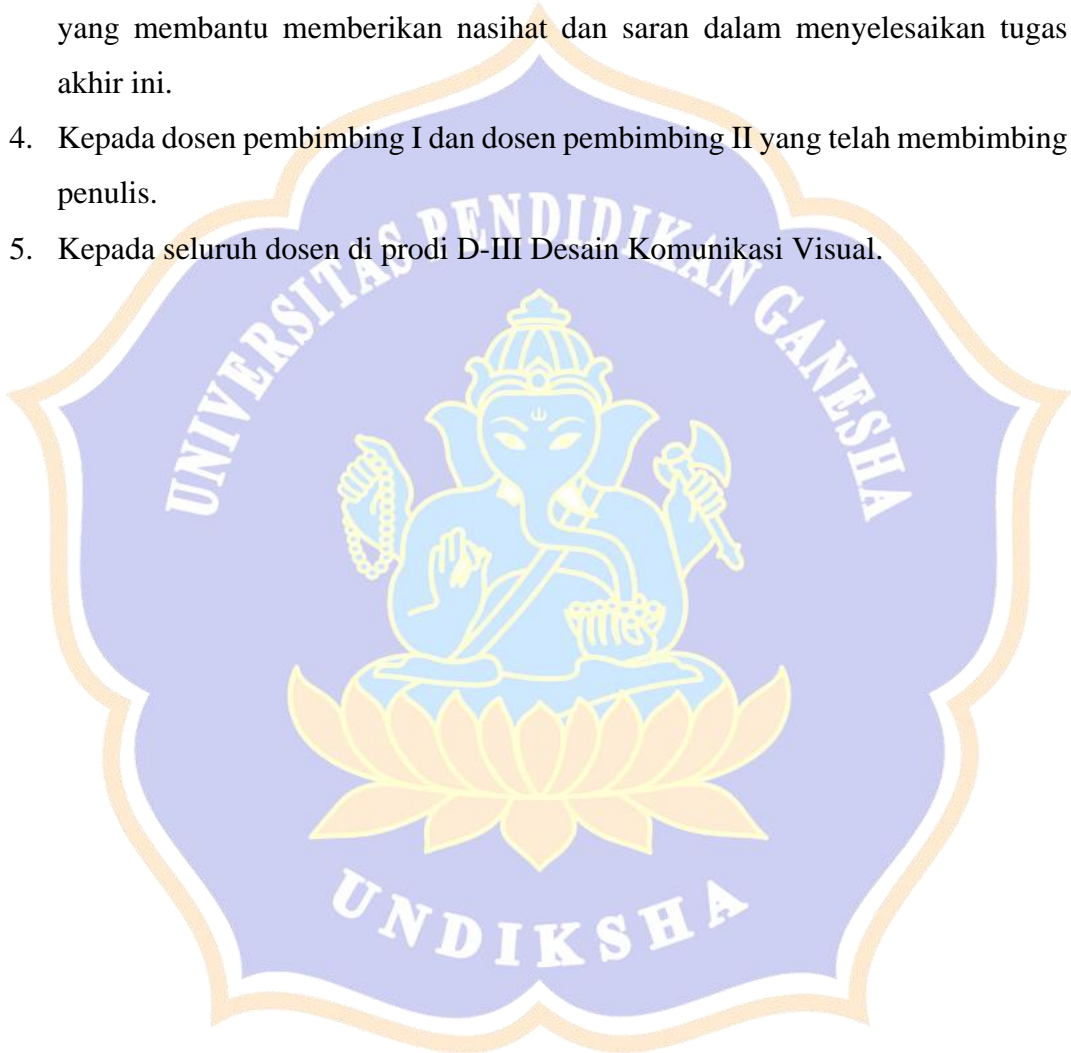 yang membantu memberikan nasihat dan saran dalam menyelesaikan tugas
akhir ini.
4. Kepada dosen pembimbing I dan dosen pembimbing II yang telah membimbing
penulis.
5. Kepada seluruh dosen di prodi D-III Desain Komunikasi Visual.
UNIVERSITAS PENDIDIKAN GANESHA
UNDIKSHA